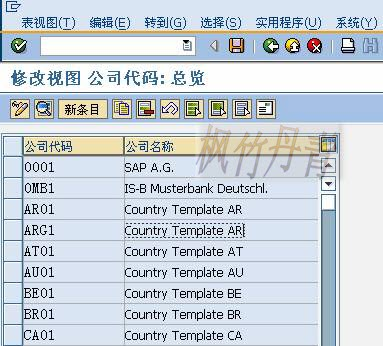 表视图(T) 编辑(E) 转到(G) 选择(S) 实用程序(U) 系统(Y)
修改视图 公司代码: 总览
新条目
公司代码 公司名称
0001 SAP A.G.
0MB1 IS-B Musterbank Deutschl.
AR01 Country Template AR
ARG1 Country Template AR
AT01 Country Template AT
AU01 Country Template AU
BE01 Country Template BE
BR01 Country Template BR
CA01 Country Template CA
枫竹丹青